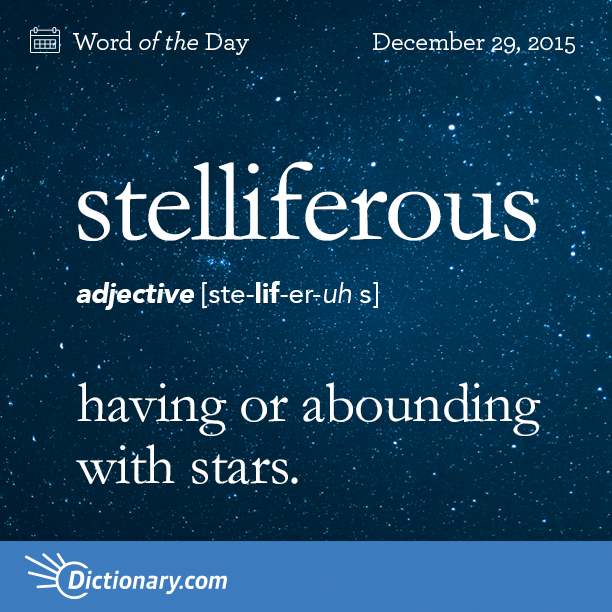 Word of the Day
December 29, 2015
stelliferous
adjective [ste-lif-er-uh s]
having or abounding
with stars.
Dictionary.com